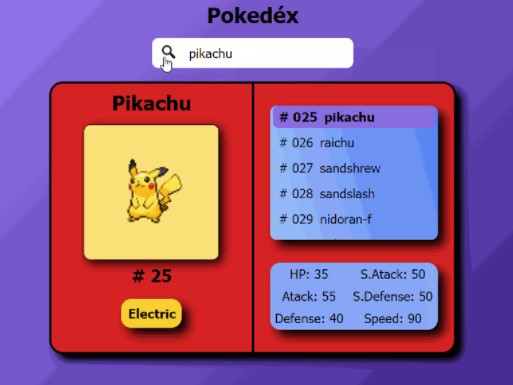 Pokedéx
pikachu
Pikachu
# 25
Electric
# 025 pikachu
# 026 raichu
# 027 sandshrew
# 028 sandslash
# 029 nidoran-f
HP: 35 S.Atack: 50
Atack: 55 S.Defense: 50
Defense: 40 Speed: 90